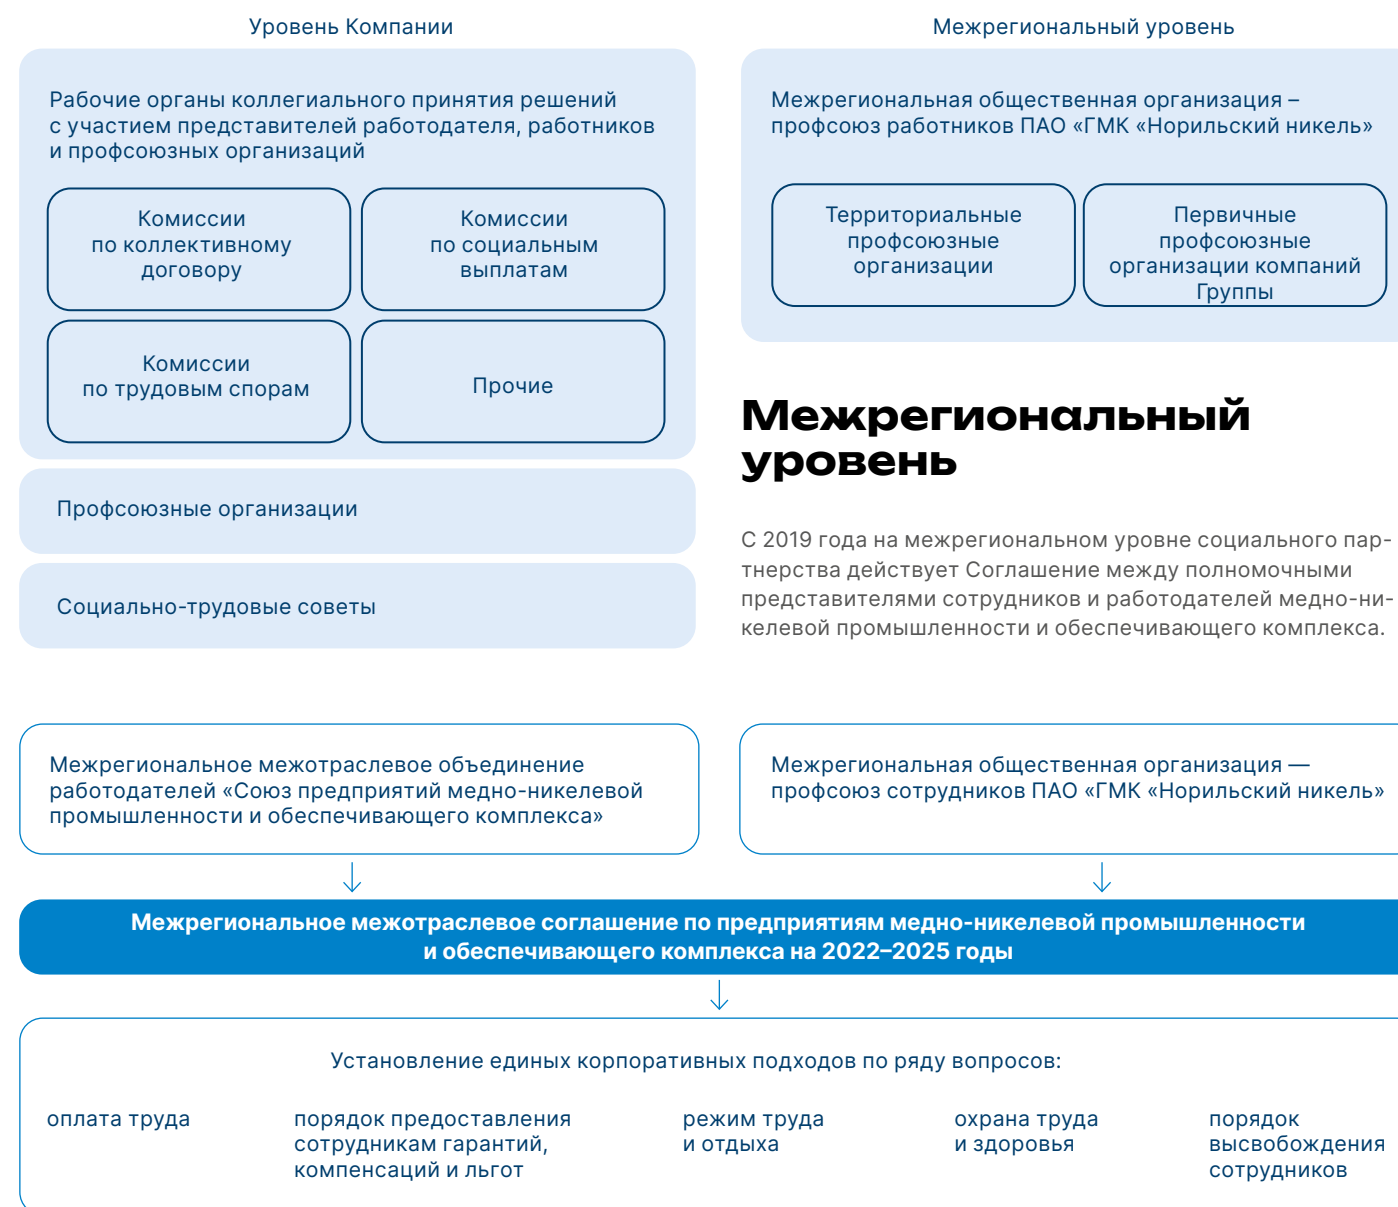 Уровень Компании
Рабочие органы коллегиального принятия решений
с участием представителей работодателя, работников
и профсоюзных организаций
Комиссии
по коллективному
договору
Комиссии
по социальным
выплатам
Комиссии
по трудовым спорам
Прочие
Профсоюзные организации
Социально-трудовые советы
Межрегиональный уровень
Межрегиональная общественная организация –
профсоюз работников ПАО «ГМК «Норильский никель»
Территориальные
профсоюзные
организации
Первичные
профсоюзные
организации компаний
Группы
Межрегиональный
уровень
С 2019 года на межрегиональном уровне социального пар-
тнерства действует Соглашение между полномочными
представителями сотрудников и работодателей медно-ни-
келевой промышленности и обеспечивающего комплекса.
Межрегиональное межотраслевое объединение
работодателей «Союз предприятий медно-никелевой
промышленности и обеспечивающего комплекса»
Межрегиональная общественная организация —
профсоюз сотрудников ПАО «ГМК «Норильский никель»
Межрегиональное межотраслевое соглашение по предприятиям медно-никелевой промышленности
и обеспечивающего комплекса на 2022–2025 годы
Установление единых корпоративных подходов по ряду вопросов:
оплата труда
порядок предоставления
сотрудникам гарантий,
компенсаций и льгот
режим труда
и отдыха
охрана труда
и здоровья
порядок
высвобождения
сотрудников